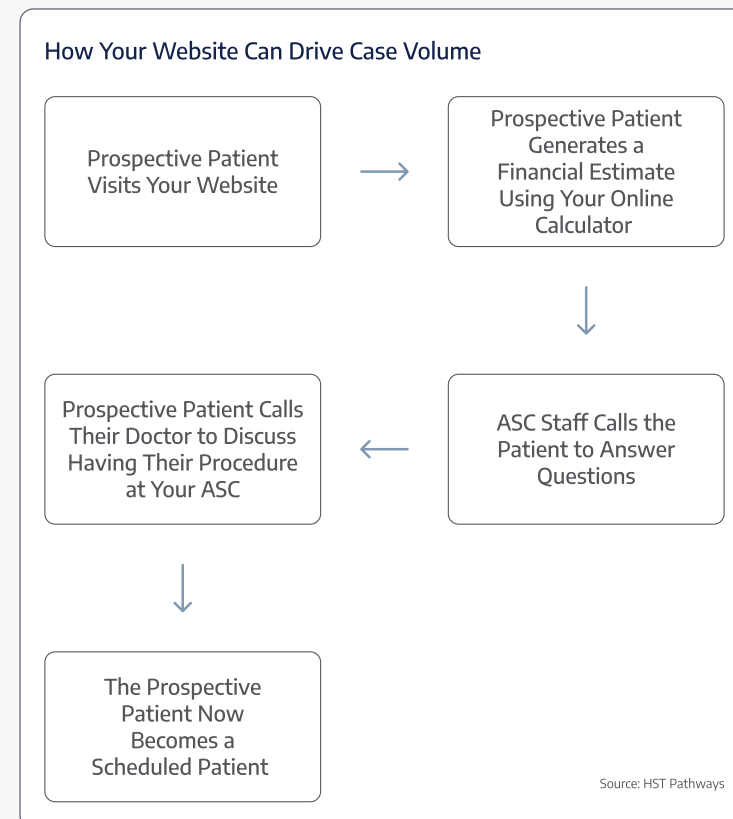 How Your Website Can Drive Case Volume
Prospective Patient
Visits Your Website
Prospective Patient
Generates a
Financial Estimate
Using Your Online
Calculator
ASC Staff Calls the
Patient to Answer
Questions
Prospective Patient Calls
Their Doctor to Discuss
Having Their Procedure
at Your ASC
The Prospective
Patient Now
Becomes a
Scheduled Patient
Source: HST Pathways